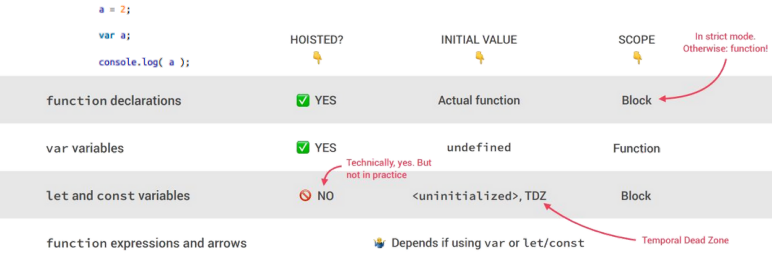 a = 2;
var a;
console.log( a );
HOISTED? INITIAL VALUE SCOPE
In strict mode.
Otherwise: function!
function declarations YES Actual function Block
var variables YES undefined Function
Technically, yes. But
not in practice
let and const variables NO <uninitialized>, TDZ Block
function expressions and arrows Depends if using var or let/const
Temporal Dead Zone